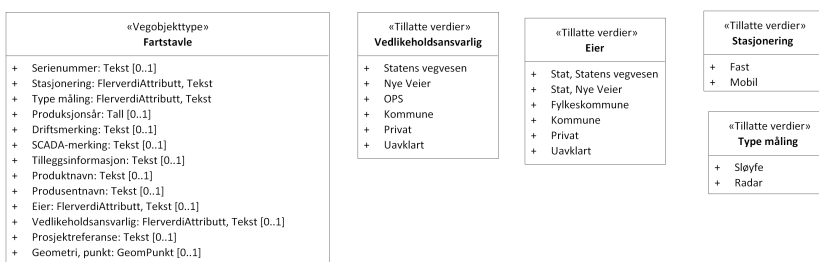 «Vegobjekttype»
Fartstavle
+ Serienummer: Tekst [0..1]
+ Stasjonering: FlerverdiAttributt, Tekst
+ Type måling: FlerverdiAttributt, Tekst
+ Produksjonsår: Tall [0..1]
+ Driftsmerking: Tekst [0..1]
+ SCADA-merking: Tekst [0..1]
+ Tilleggsinformasjon: Tekst [0..1]
+ Produktnavn: Tekst [0..1]
+ Produsentnavn: Tekst [0..1]
+ Eier: FlerverdiAttributt, Tekst [0..1]
+ Vedlikeholdsansvarlig: FlerverdiAttributt, Tekst [0..1]
+ Prosjektreferanse: Tekst [0..1]
+ Geometri, punkt: GeomPunkt [0..1]
«Tillatte verdier»
Vedlikeholdsansvarlig
+ Statens vegvesen
+ Nye Veier
+ OPS
+ Kommune
+ Privat
+ Uavklart
«Tillatte verdier»
Eier
+ Stat, Statens vegvesen
+ Stat, Nye Veier
+ Fylkeskommune
+ Kommune
+ Privat
+ Uavklart
«Tillatte verdier»
Stasjonering
+ Fast
+ Mobil
«Tillatte verdier»
Type måling
+ Sløyfe
+ Radar